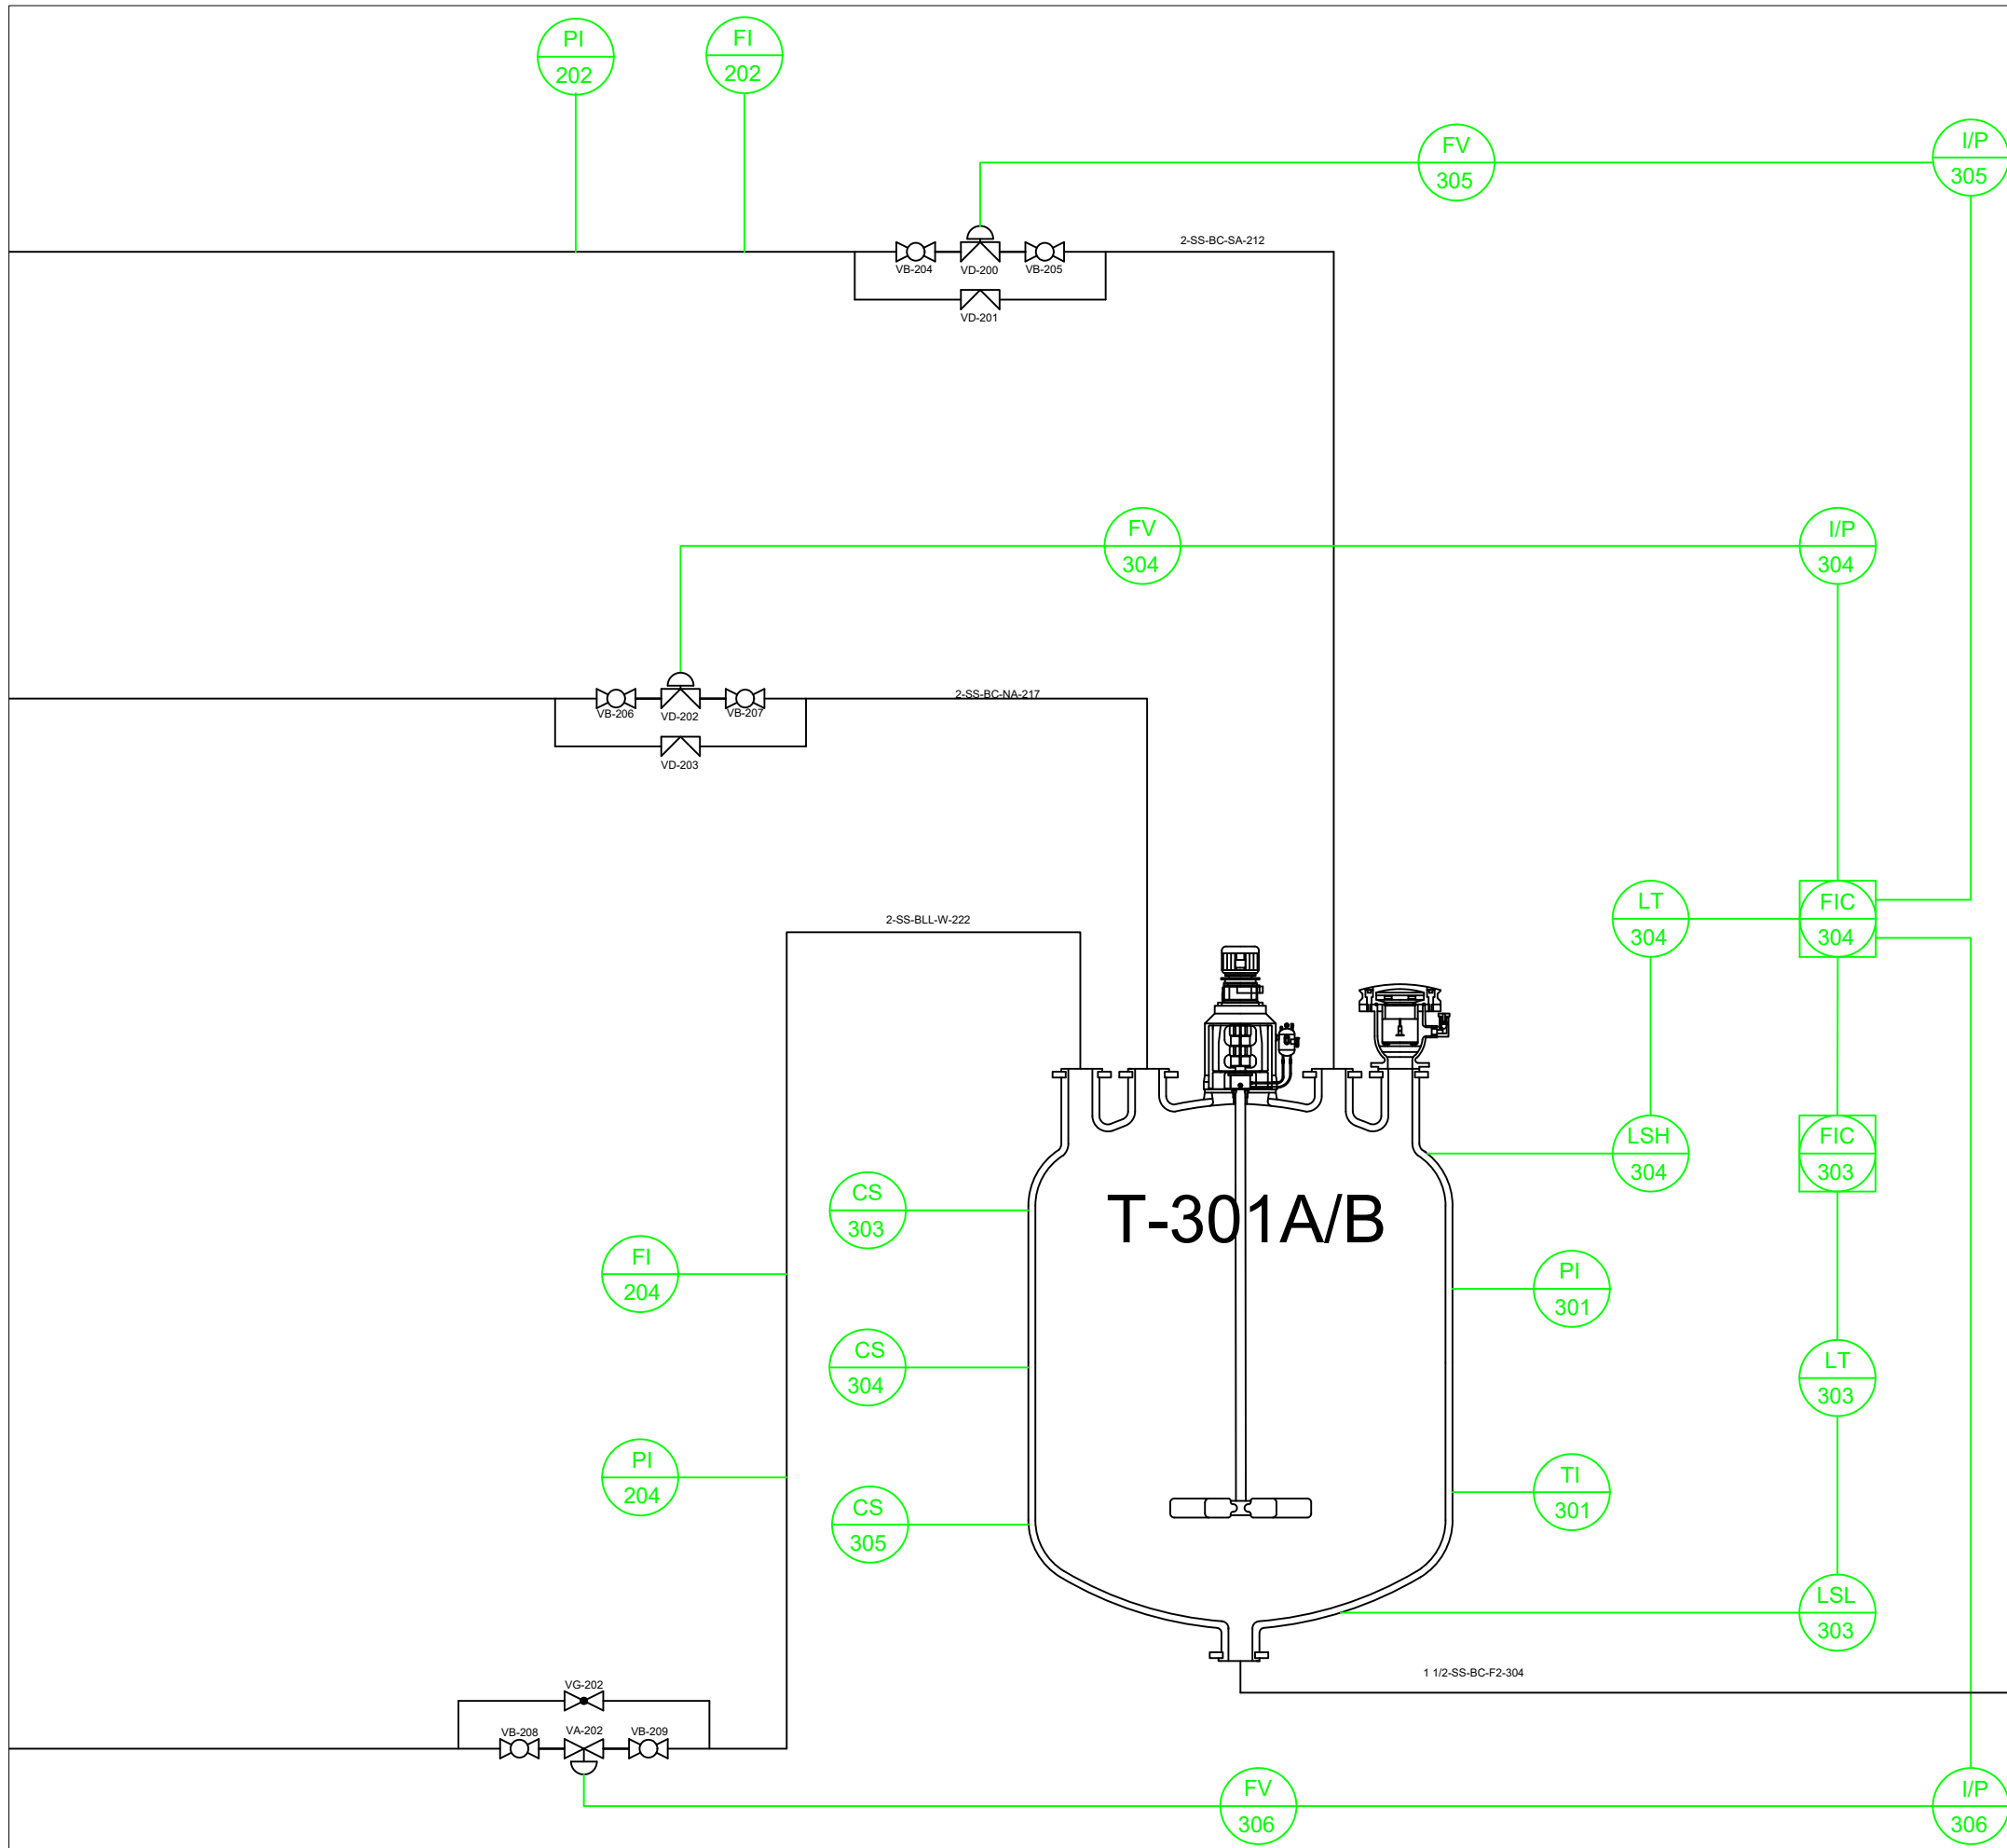 PI
202
FI
202
FV
305
I/P
305
2-SS-BC-SA-212
VB-204
VD-200
VB-205
VD-201
FV
304
I/P
304
2-SS-BC-NA-217
VB-206
VD-202
VB-207
VD-203
2-SS-BLL-W-222
LT
304
FIC
304
LSH
304
FIC
303
CS
303
T-301A/B
FI
204
PI
301
CS
304
LT
303
PI
204
TI
301
CS
305
LSL
303
1 1/2-SS-BC-F2-304
VG-202
VB-208
VA-202
VB-209
FV
306
I/P
306